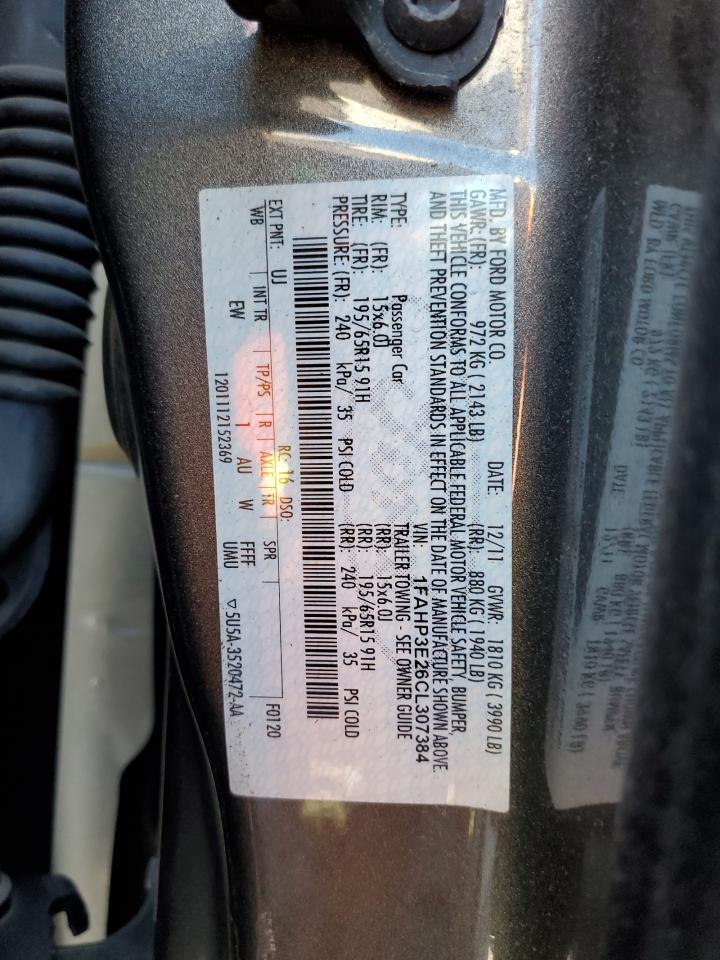 MFD. BY FORD MOTOR CO.
DATE: 12/11 GVWR: 1810 KG ( 3990 LB)
GAWR: (FR): 972 KG ( 2143 LB) (RR): 880 KG ( 1940 LB)
THIS VEHICLE CONFORMS TO ALL APPLICABLE FEDERAL MOTOR VEHICLE SAFETY, BUMPER,
AND THEFT PREVENTION STANDARDS IN EFFECT ON THE DATE OF MANUFACTURE SHOWN ABOVE.
VIN: 1FAHP3E26CL307384
TYPE: Passenger Car TRAILER TOWING - SEE OWNER GUIDE
RIM: (FR): 15x6.0J (RR): 15x6.0J
TIRE: (FR): 195/65R15 91H (RR): 195/65R15 91H
PRESSURE: (FR): 240 kPa/ 35 PSI COLD (RR): 240 kPa/ 35 PSI COLD
EXT PNT: UJ RC: 16 DSO: F0120
WB INT TR TP/PS R AXLE TR SPR
EW 1 AU W FFFF
1201112152369 UMU ▽5U5A-3520472-AA